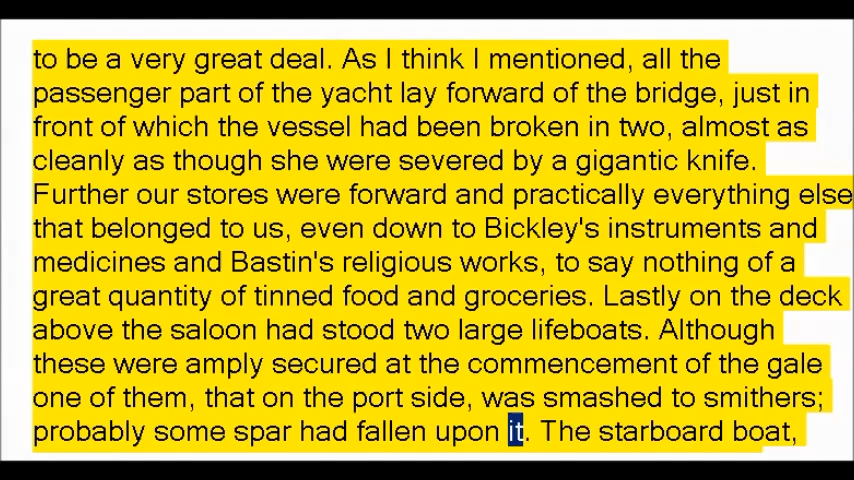 to be a very great deal. As I think I mentioned, all the
passenger part of the yacht lay forward of the bridge, just in
front of which the vessel had been broken in two, almost as
cleanly as though she were severed by a gigantic knife.
Further our stores were forward and practically everything else
that belonged to us, even down to Bickley's instruments and
medicines and Bastin's religious works, to say nothing of a
great quantity of tinned food and groceries. Lastly on the deck
above the saloon had stood two large lifeboats. Although
these were amply secured at the commencement of the gale
one of them, that on the port side, was smashed to smithers;
probably some spar had fallen upon it. The starboard boat,